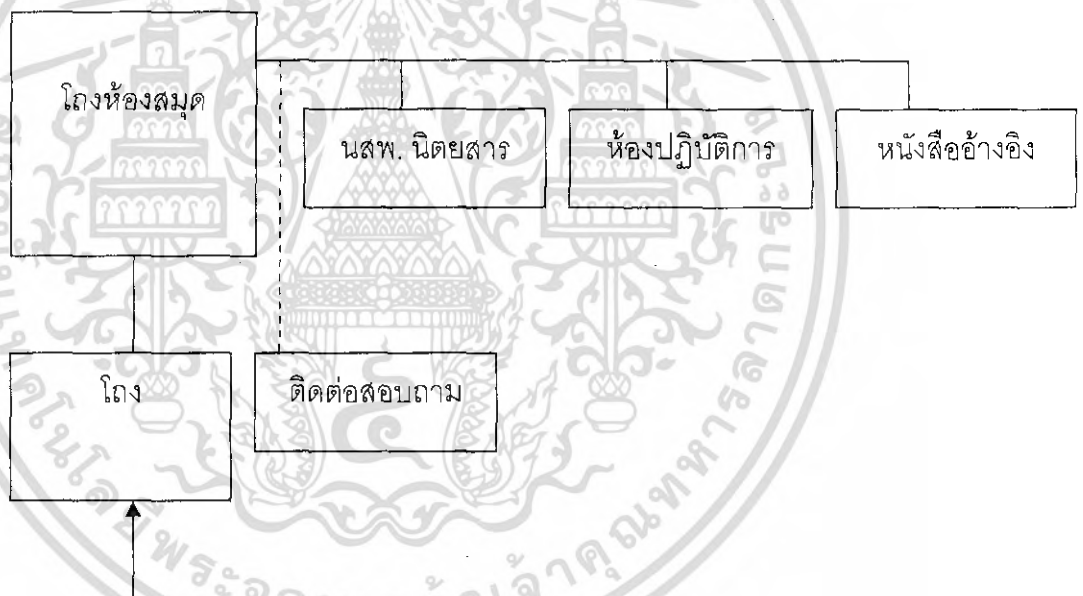 โถงห้องสมุด
นสพ. นิตยสาร
ห้องปฏิบัติการ
หนังสืออ้างอิง
โถง
ติดต่อสอบถาม